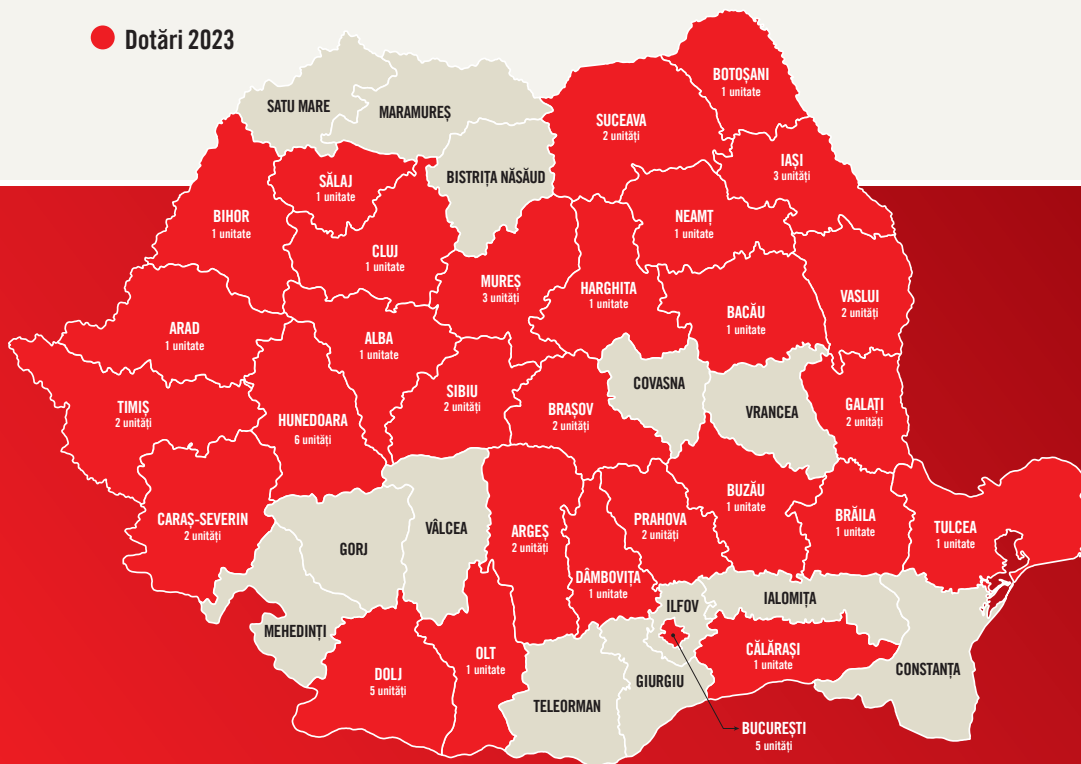 Dotări 2023
BOTOȘANI
1 unitate
SATU MARE
MARAMUREȘ
SUCEAVA
2 unități
IAȘI
3 unități
BISTRIȚA NĂSĂUD
SĂLAJ
1 unitate
BIHOR
1 unitate
NEAMȚ
1 unitate
CLUJ
1 unitate
MUREȘ
3 unități
HARGHITA
1 unitate
VASLUI
2 unități
BACĂU
1 unitate
ARAD
1 unitate
ALBA
1 unitate
COVASNA
SIBIU
2 unități
TIMIȘ
2 unități
HUNEDOARA
6 unități
BRAȘOV
2 unități
VRANCEA
GALAȚI
2 unități
BUZĂU
1 unitate
CARAȘ-SEVERIN
2 unități
VÂLCEA
ARGEȘ
2 unități
PRAHOVA
2 unități
BRĂILA
1 unitate
TULCEA
1 unitate
GORJ
DÂMBOVIȚA
1 unitate
ILFOV
IALOMIȚA
MEHEDINȚI
OLT
1 unitate
CĂLĂRAȘI
1 unitate
CONSTANȚA
DOLJ
5 unități
GIURGIU
TELEORMAN
BUCUREȘTI
5 unități